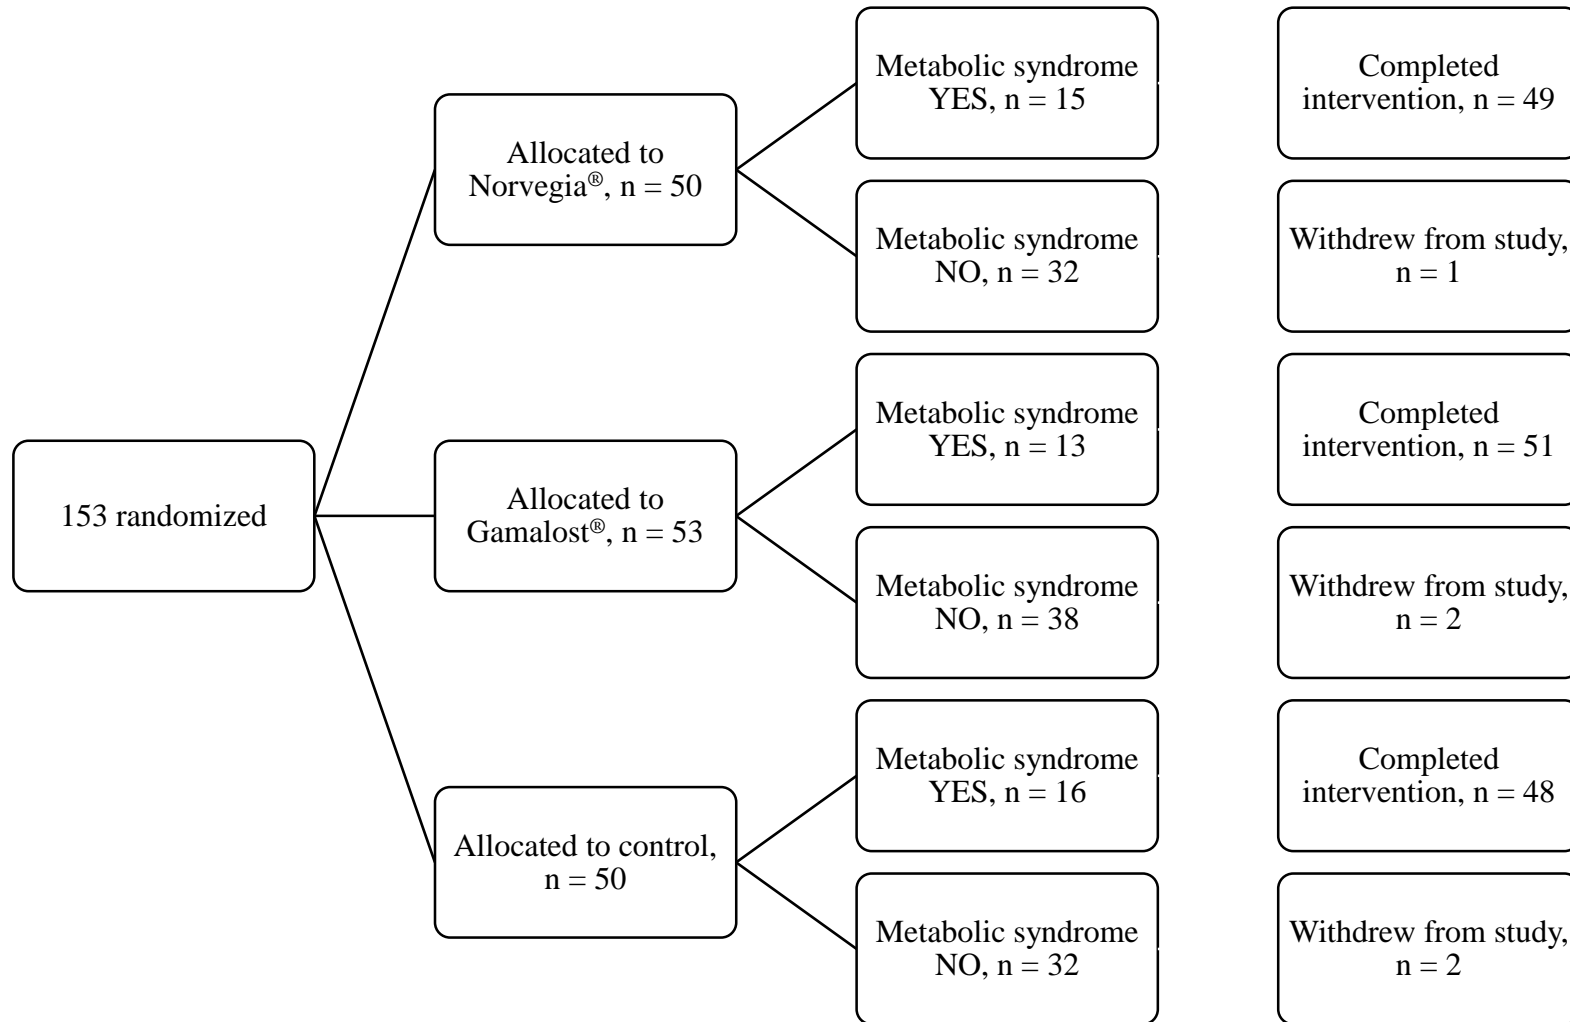 153 randomized
Allocated to
Norvegia®, n = 50
Metabolic syndrome
YES, n = 15
Completed
intervention, n = 49
Metabolic syndrome
NO, n = 32
Withdrew from study,
n = 1
Allocated to
Gamalost®, n = 53
Metabolic syndrome
YES, n = 13
Completed
intervention, n = 51
Metabolic syndrome
NO, n = 38
Withdrew from study,
n = 2
Allocated to control,
n = 50
Metabolic syndrome
YES, n = 16
Completed
intervention, n = 48
Metabolic syndrome
NO, n = 32
Withdrew from study,
n = 2